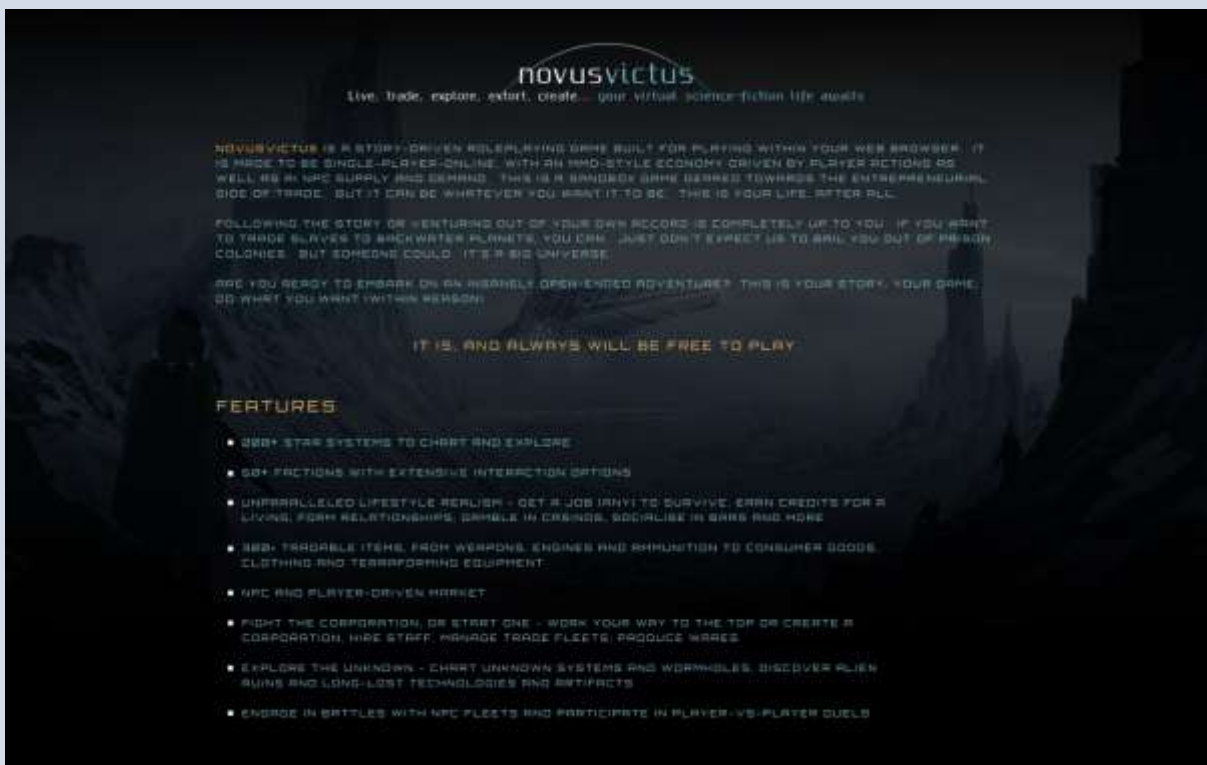 novusvictus
Live, trade, explore, extort, create... your virtual science-fiction life awaits
NOVUSVICTUS IS A STORY-DRIVEN ROLEPLAYING GAME BUILT FOR PLAYING WITHIN YOUR WEB BROWSER. IT
IS MADE TO BE SINGLE-PLAYER-ONLINE, WITH AN MMO-STYLE ECONOMY DRIVEN BY PLAYER ACTIONS AS
WELL AS AI NPC SUPPLY AND DEMAND. THIS IS A SANDBOX GAME GEARED TOWARDS THE ENTREPRENEURIAL
SIDE OF TRADE. BUT IT CAN BE WHATEVER YOU WANT IT TO BE. THIS IS YOUR LIFE, AFTER ALL.
FOLLOWING THE STORY OR VENTURING OUT OF YOUR OWN ACCORD IS COMPLETELY UP TO YOU. IF YOU WANT
TO TRADE SLAVES TO BACKWATER PLANETS, YOU CAN. JUST DON'T EXPECT US TO BAIL YOU OUT OF PRISON
COLONIES. BUT SOMEONE COULD. IT'S A BIG UNIVERSE.
ARE YOU READY TO EMBARK ON AN INSANELY OPEN-ENDED ADVENTURE? THIS IS YOUR STORY, YOUR GAME.
DO WHAT YOU WANT (WITHIN REASON)
IT IS, AND ALWAYS WILL BE FREE TO PLAY
FEATURES
200+ STAR SYSTEMS TO CHART AND EXPLORE
50+ FACTIONS WITH EXTENSIVE INTERACTION OPTIONS
UNPARALLELED LIFESTYLE REALISM - GET A JOB (ANY) TO SURVIVE, EARN CREDITS FOR A
LIVING, FORM RELATIONSHIPS, GAMBLE IN CASINOS, SOCIALISE IN BARS AND MORE
300+ TRADABLE ITEMS, FROM WEAPONS, ENGINES AND AMMUNITION TO CONSUMER GOODS,
CLOTHING AND TERRAFORMING EQUIPMENT
NPC AND PLAYER-DRIVEN MARKET
FIGHT THE CORPORATION, OR START ONE - WORK YOUR WAY TO THE TOP OR CREATE A
CORPORATION, HIRE STAFF, MANAGE TRADE FLEETS, PRODUCE WARES
EXPLORE THE UNKNOWN - CHART UNKNOWN SYSTEMS AND WORMHOLES, DISCOVER ALIEN
RUINS AND LONG-LOST TECHNOLOGIES AND ARTIFACTS
ENGAGE IN BATTLES WITH NPC FLEETS AND PARTICIPATE IN PLAYER-VS-PLAYER DUELS